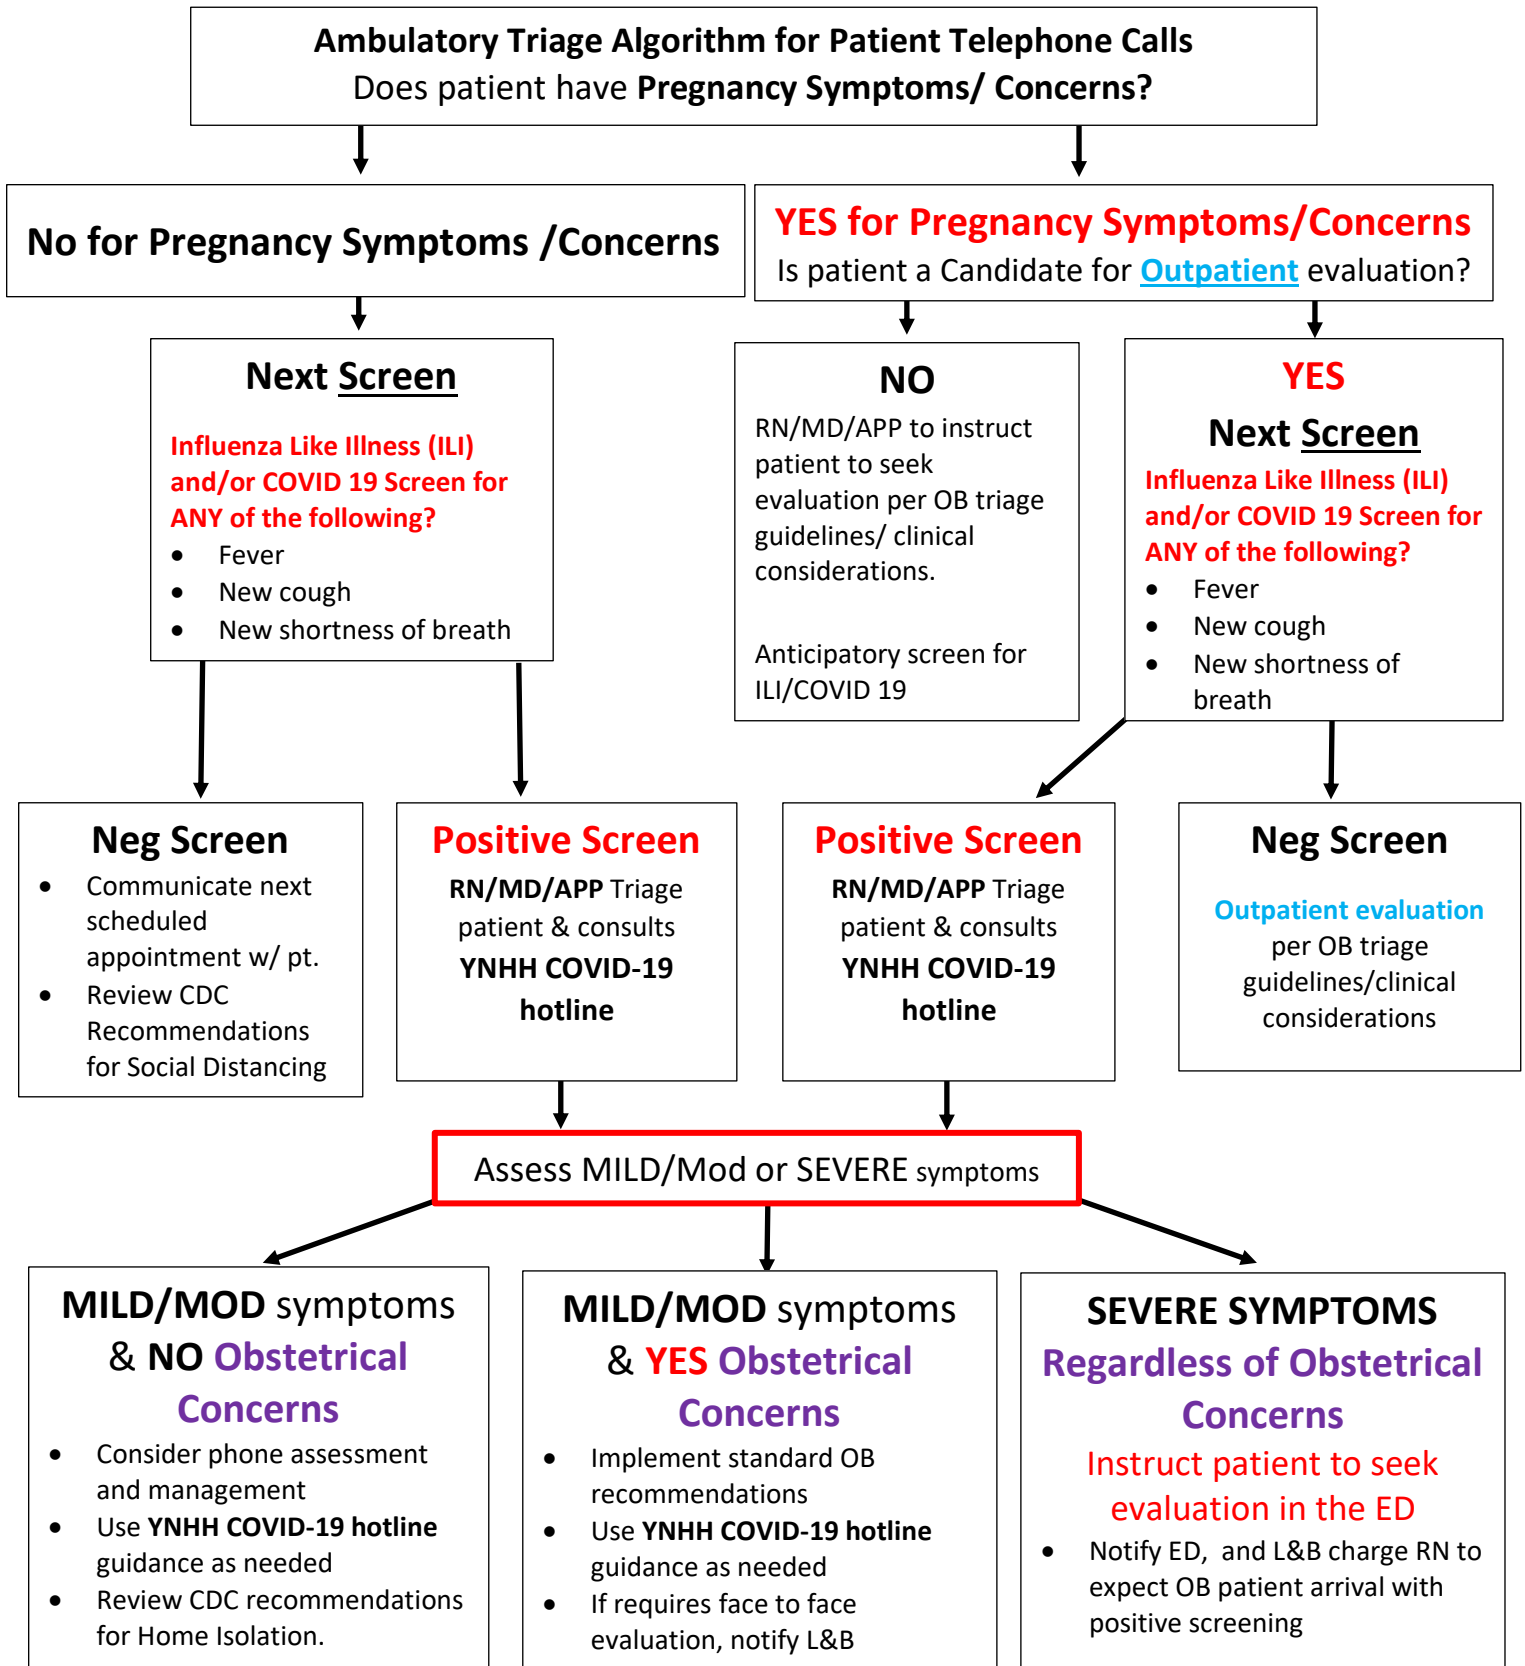 Ambulatory Triage Algorithm for Patient Telephone Calls
Does patient have Pregnancy Symptoms/ Concerns?
No for Pregnancy Symptoms /Concerns
YES for Pregnancy Symptoms/Concerns
Is patient a Candidate for Outpatient evaluation?
Next Screen
Influenza Like Illness (ILI)
and/or COVID 19 Screen for
ANY of the following?
• Fever
• New cough
• New shortness of breath
NO
RN/MD/APP to instruct
patient to seek
evaluation per OB triage
guidelines/ clinical
considerations.
Anticipatory screen for
ILI/COVID 19
YES
Next Screen
Influenza Like Illness (ILI)
and/or COVID 19 Screen for
ANY of the following?
• Fever
• New cough
• New shortness of
breath
Neg Screen
• Communicate next
scheduled
appointment w/ pt.
• Review CDC
Recommendations
for Social Distancing
Positive Screen
RN/MD/APP Triage
patient & consults
YNHH COVID-19
hotline
Positive Screen
RN/MD/APP Triage
patient & consults
YNHH COVID-19
hotline
Neg Screen
Outpatient evaluation
per OB triage
guidelines/clinical
considerations
Assess MILD/Mod or SEVERE symptoms
MILD/MOD symptoms
& NO Obstetrical
Concerns
• Consider phone assessment
and management
• Use YNHH COVID-19 hotline
guidance as needed
• Review CDC recommendations
for Home Isolation.
MILD/MOD symptoms
& YES Obstetrical
Concerns
• Implement standard OB
recommendations
• Use YNHH COVID-19 hotline
guidance as needed
• If requires face to face
evaluation, notify L&B
SEVERE SYMPTOMS
Regardless of Obstetrical
Concerns
Instruct patient to seek
evaluation in the ED
• Notify ED, and L&B charge RN to
expect OB patient arrival with
positive screening